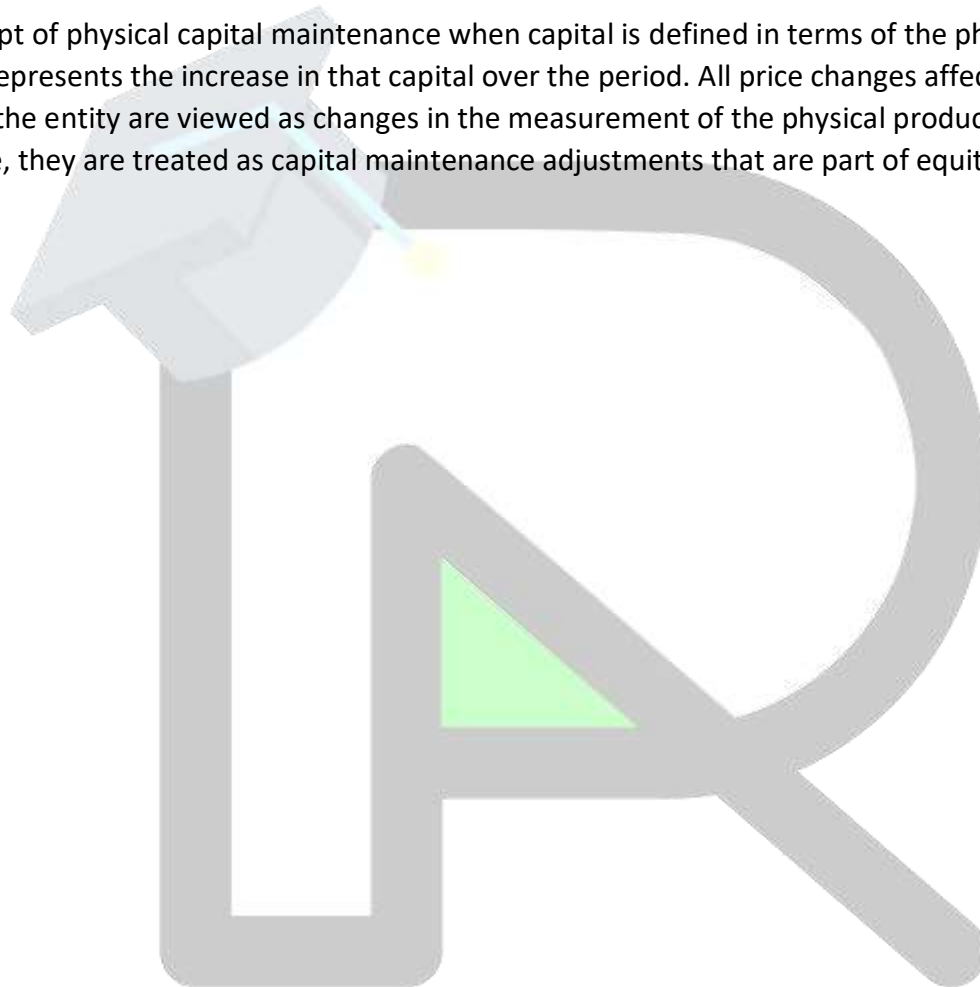 pt of physical capital maintenance when capital is defined in terms of the ph
epresents the increase in that capital over the period. All price changes affec
the entity are viewed as changes in the measurement of the physical produc
, they are treated as capital maintenance adjustments that are part of equit